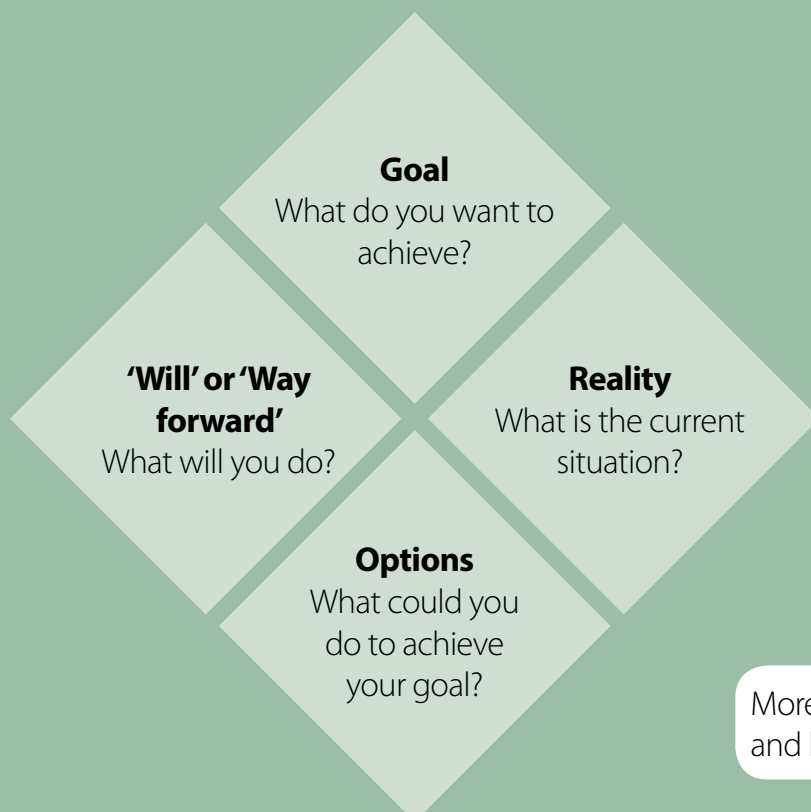 Goal
What do you want to
achieve?
'Will' or 'Way
forward'
What will you do?
Reality
What is the current
situation?
Options
What could you
do to achieve
your goal?
More
and